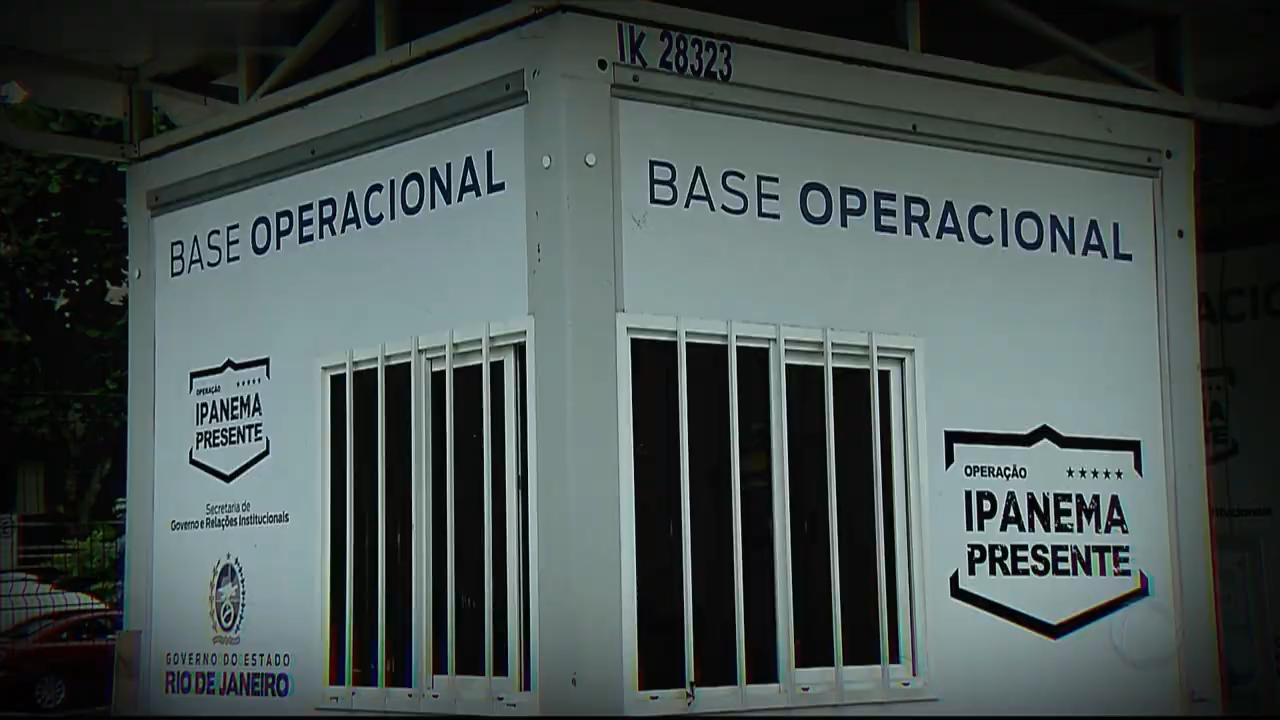 IK 28323
BASE OPERACIONAL
BASE OPERACIONAL
OPERAÇÃO
IPANEMA
PRESENTE
Secretaria de
Governo e Relações Institucionais
GOVERNO DO ESTADO
RIO DE JANEIRO
OPERAÇÃO
IPANEMA
PRESENTE